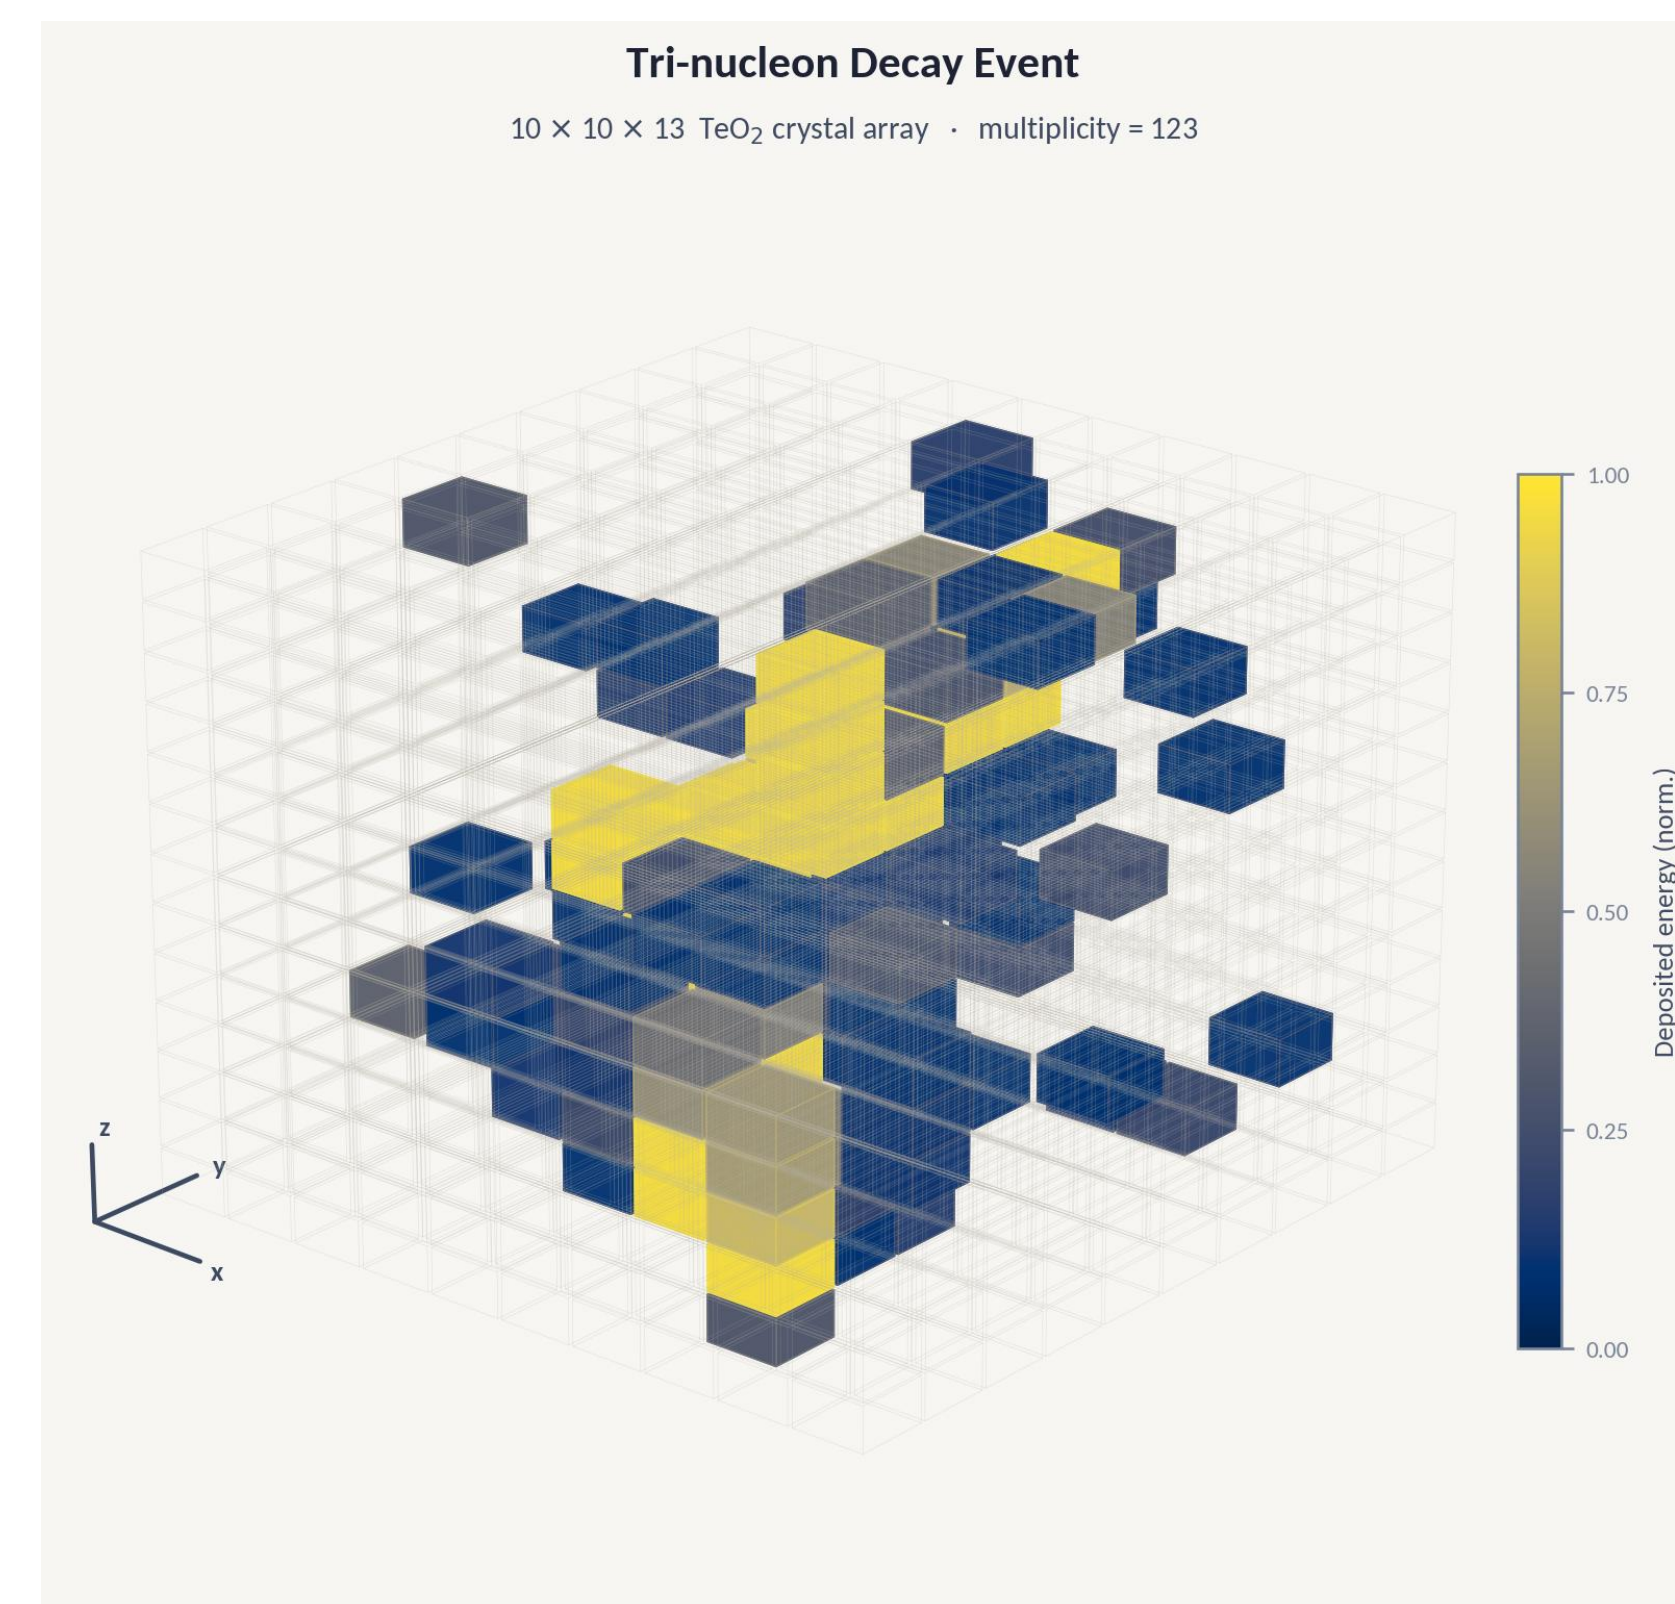 Tri-nucleon Decay Event
10 × 10 × 13 TeO₂ crystal array · multiplicity = 123
1.00
0.75
0.50
0.25
0.00
Deposited energy (norm.)
z
y
x